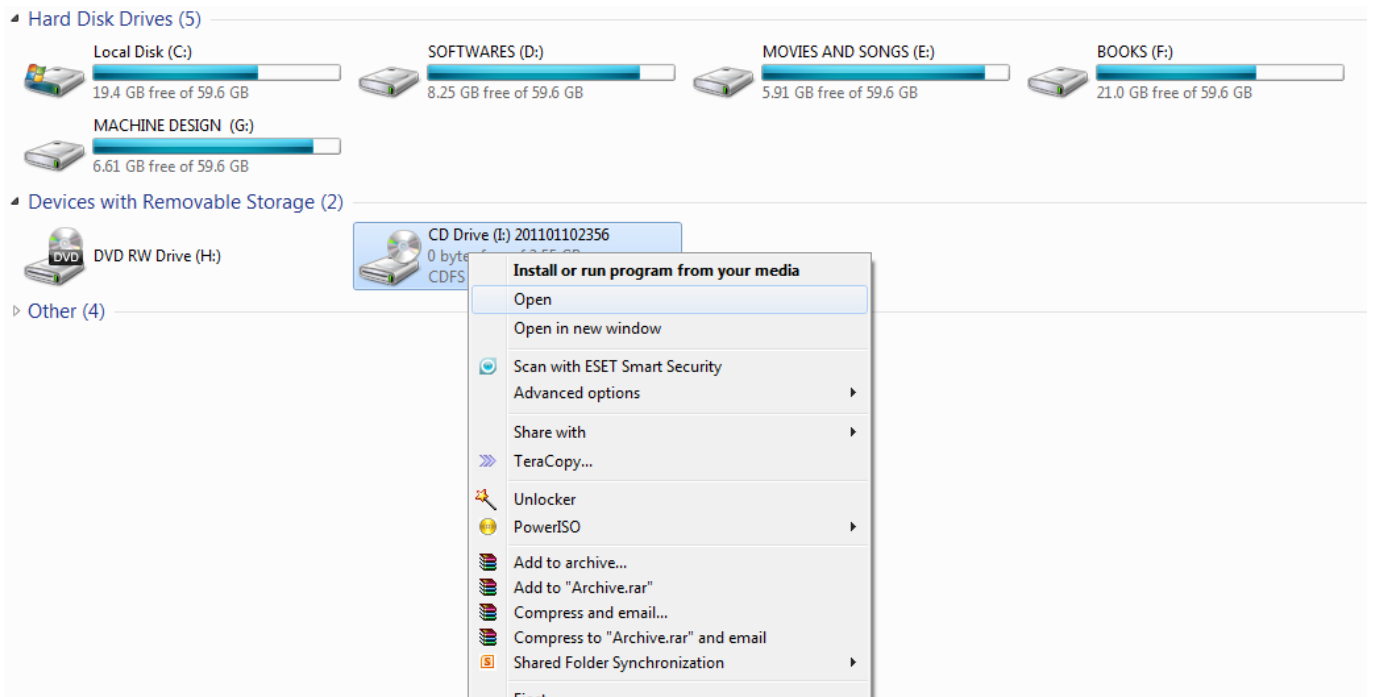 Hard Disk Drives (5)
Local Disk (C:)
19.4 GB free of 59.6 GB
SOFTWARES (D:)
8.25 GB free of 59.6 GB
MOVIES AND SONGS (E:)
5.91 GB free of 59.6 GB
BOOKS (F:)
21.0 GB free of 59.6 GB
MACHINE DESIGN (G:)
6.61 GB free of 59.6 GB
Devices with Removable Storage (2)
DVD
DVD RW Drive (H:)
CD Drive (I:) 201101102356
0 byte
CDFS
Other (4)
Install or run program from your media
Open
Open in new window
Scan with ESET Smart Security
Advanced options
Share with
TeraCopy...
Unlocker
PowerISO
Add to archive...
Add to "Archive.rar"
Compress and email...
Compress to "Archive.rar" and email
Shared Folder Synchronization